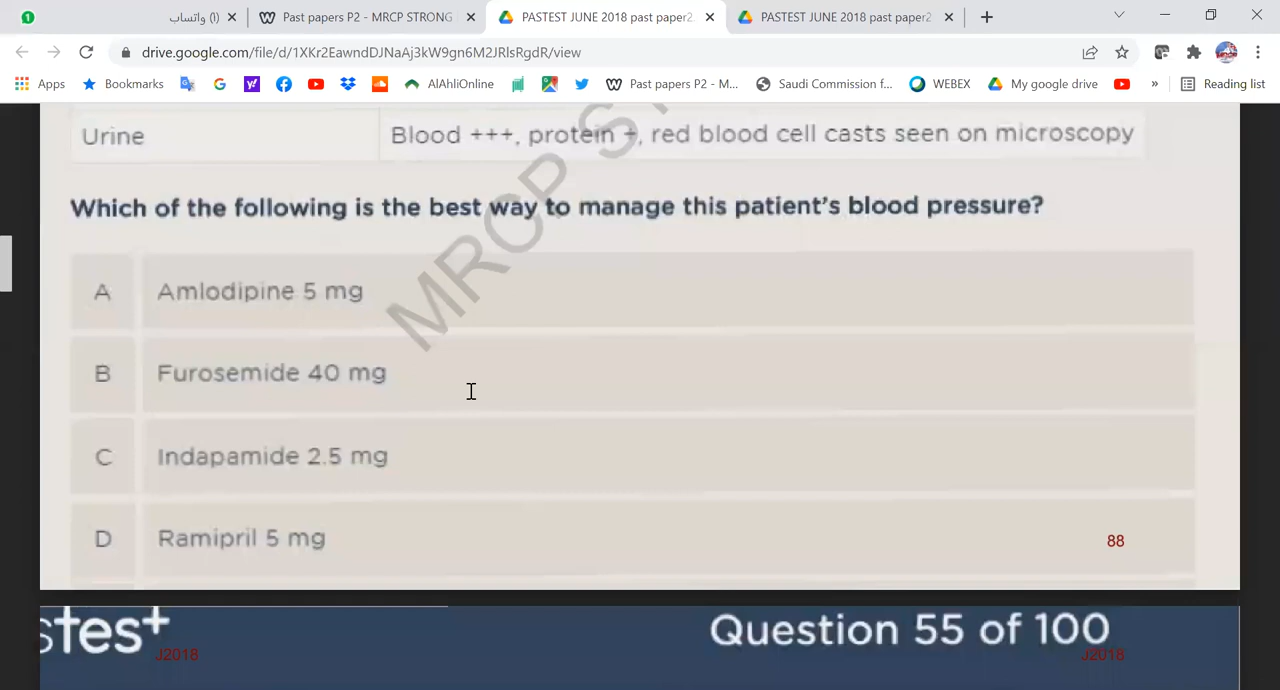 1
(1) واتساب
Past papers P2 - MRCP STRONG
PASTEST JUNE 2018 past paper2
PASTEST JUNE 2018 past paper2
drive.google.com/file/d/1XKr2EawndDJNaAj3kW9gn6M2JRlsRgdR/view
Apps
Bookmarks
AlAhliOnline
Past papers P2 - M...
Saudi Commission f...
WEBEX
My google drive
»
Reading list
Urine
Blood +++, protein +, red blood cell casts seen on microscopy
Which of the following is the best way to manage this patient's blood pressure?
A Amlodipine 5 mg
B Furosemide 40 mg
C Indapamide 2.5 mg
D Ramipril 5 mg
88
MRCP ST
stest+
Question 55 of 100
J2018
J2018